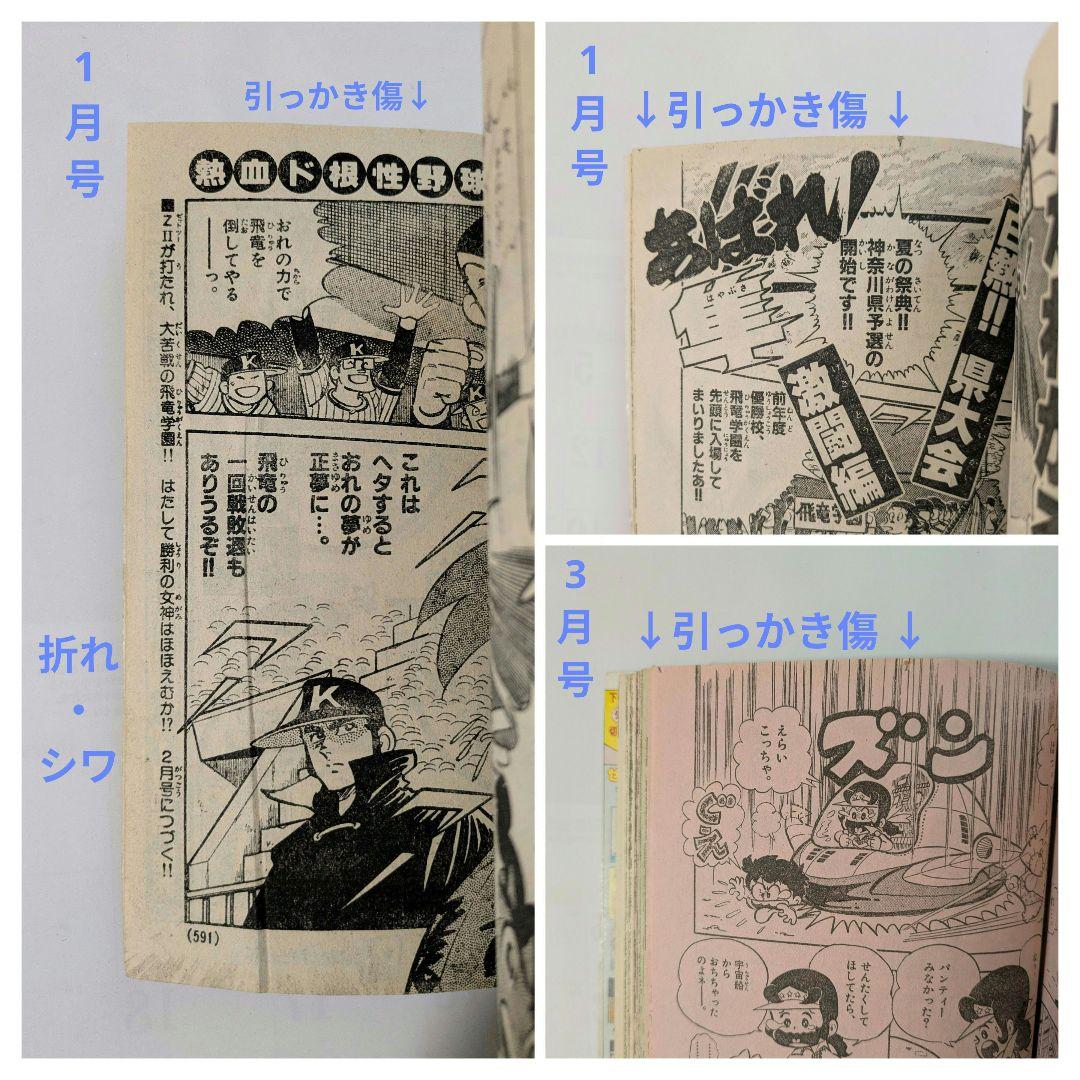 1月号
引っかき傷↓
熱血ド根性野球
■ZⅡが打たれ、大苦戦の飛竜学園!! はたして勝利の女神はほほえむか!? 2月号につづく!!
おれの力で
飛竜を
倒してやる
──っ。
K
K
これは
ヘタすると
おれの夢が
正夢に…。
飛竜の
一回戦敗退も
ありうるぞ!!
K
折れ
・
シワ
(591)
1月号
↓引っかき傷↓
あばれ!
はやぶさ
白熱!!県大会
激闘編
夏の祭典!!
神奈川県予選の
開始です!!
前年度
優勝校、
飛竜学園を
先頭に入場して
まいりましたあ!!
飛竜学園
3月号
↓引っかき傷↓
ズン
えらい
こっちゃ。
パンティー
みなかった?
せんたくして
ほしてたら、
宇宙船
から
おちちゃった
のよネー。